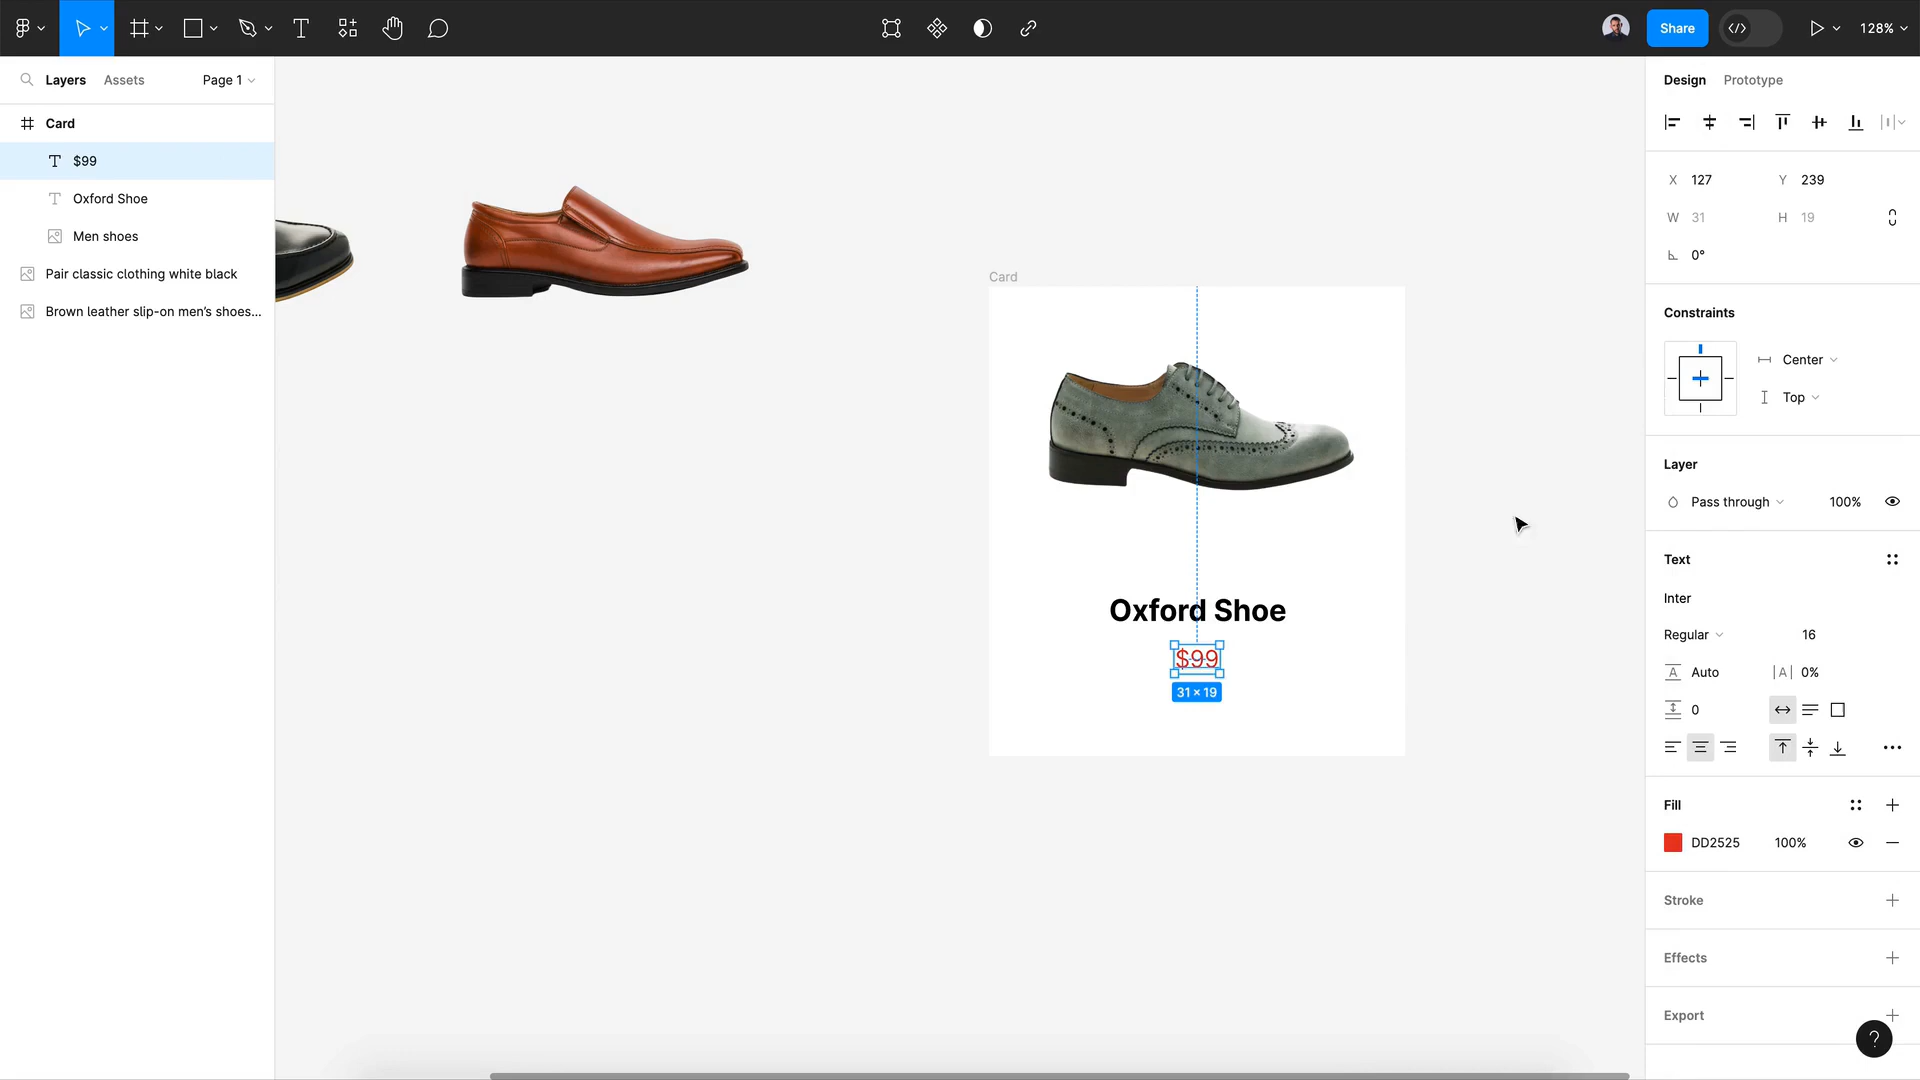 Share
128%
Layers
Assets
Page 1
Card
$99
Oxford Shoe
Men shoes
Pair classic clothing white black
Brown leather slip-on men’s shoes...
Card
Oxford Shoe
$99
31 × 19
Design
Prototype
X 127
Y 239
W 31
H 19
0°
Constraints
Center
Top
Layer
Pass through
100%
Text
Inter
Regular
16
Auto
|A| 0%
0
Fill
DD2525
100%
Stroke
Effects
Export
?